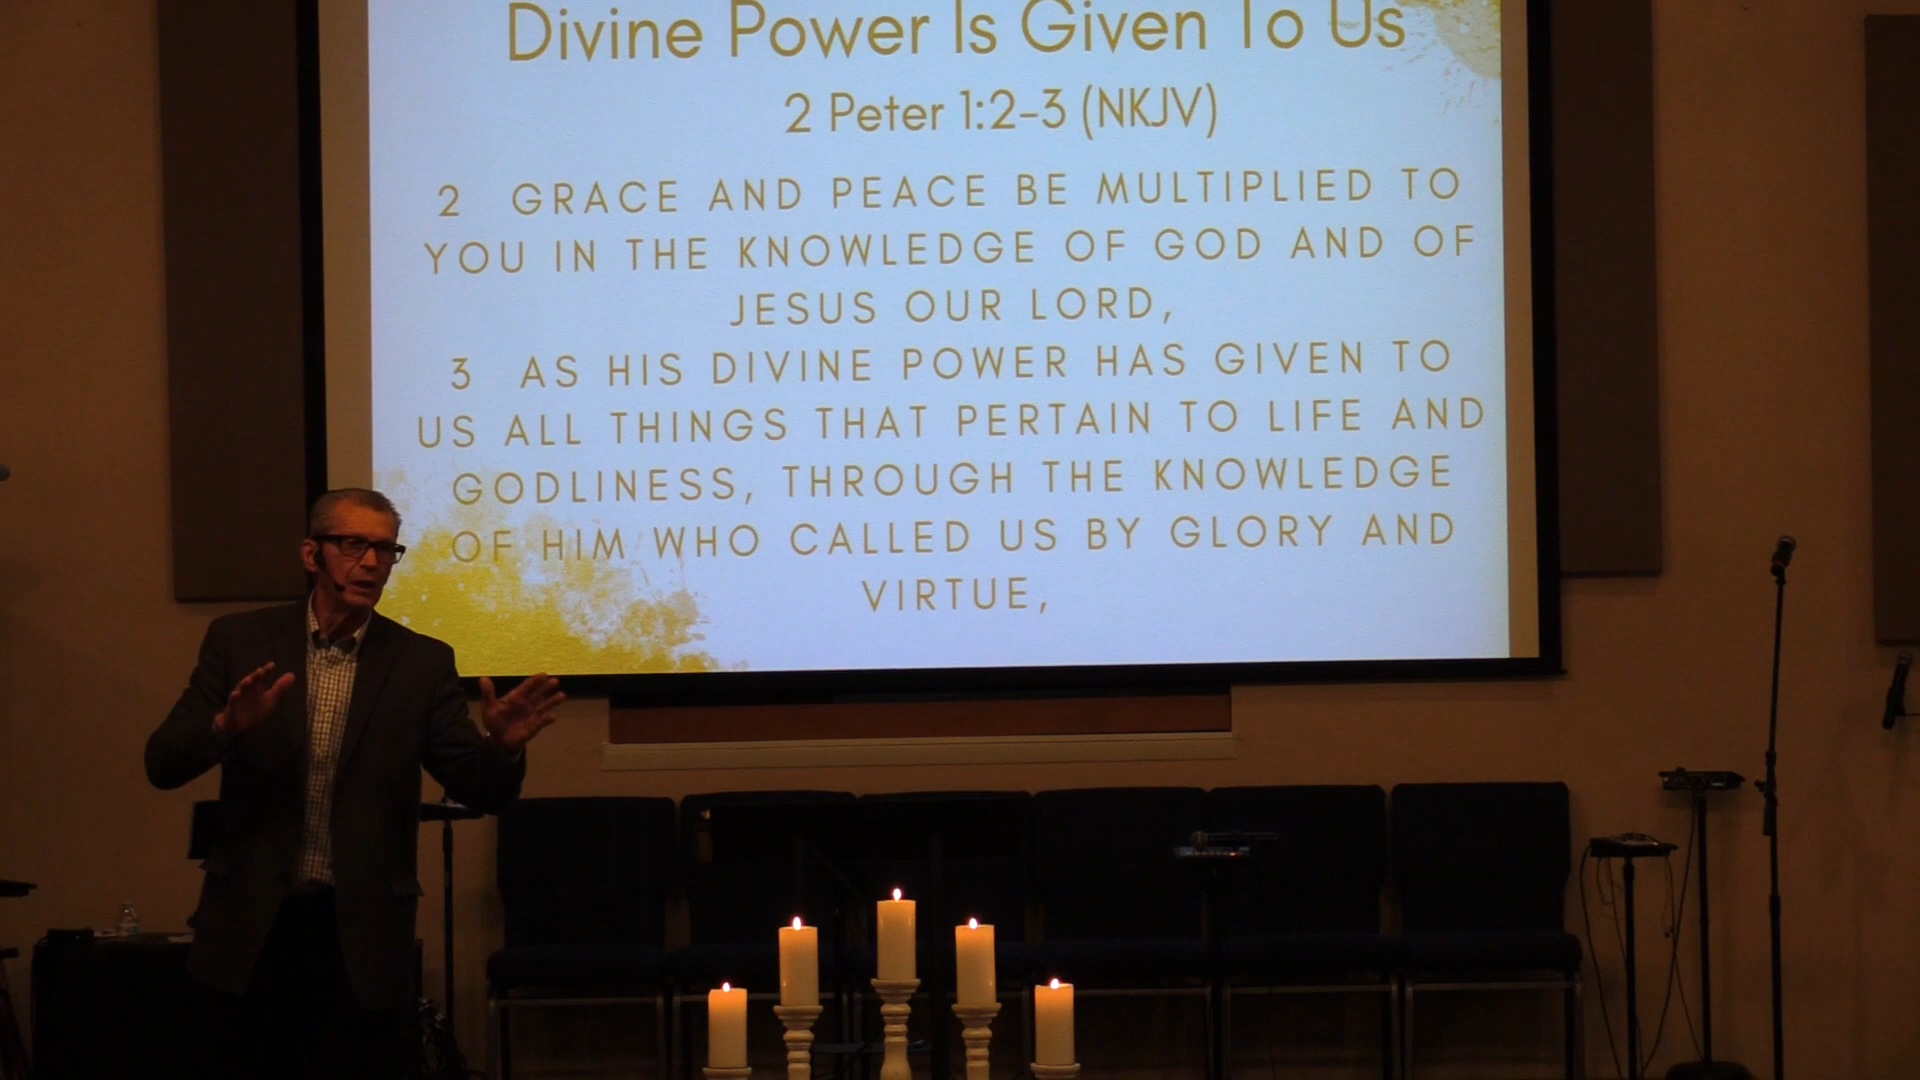 Divine Power Is Given To Us
2 Peter 1:2-3 (NKJV)
2 GRACE AND PEACE BE MULTIPLIED TO
YOU IN THE KNOWLEDGE OF GOD AND OF
JESUS OUR LORD,
3 AS HIS DIVINE POWER HAS GIVEN TO
US ALL THINGS THAT PERTAIN TO LIFE AND
GODLINESS, THROUGH THE KNOWLEDGE
OF HIM WHO CALLED US BY GLORY AND
VIRTUE,